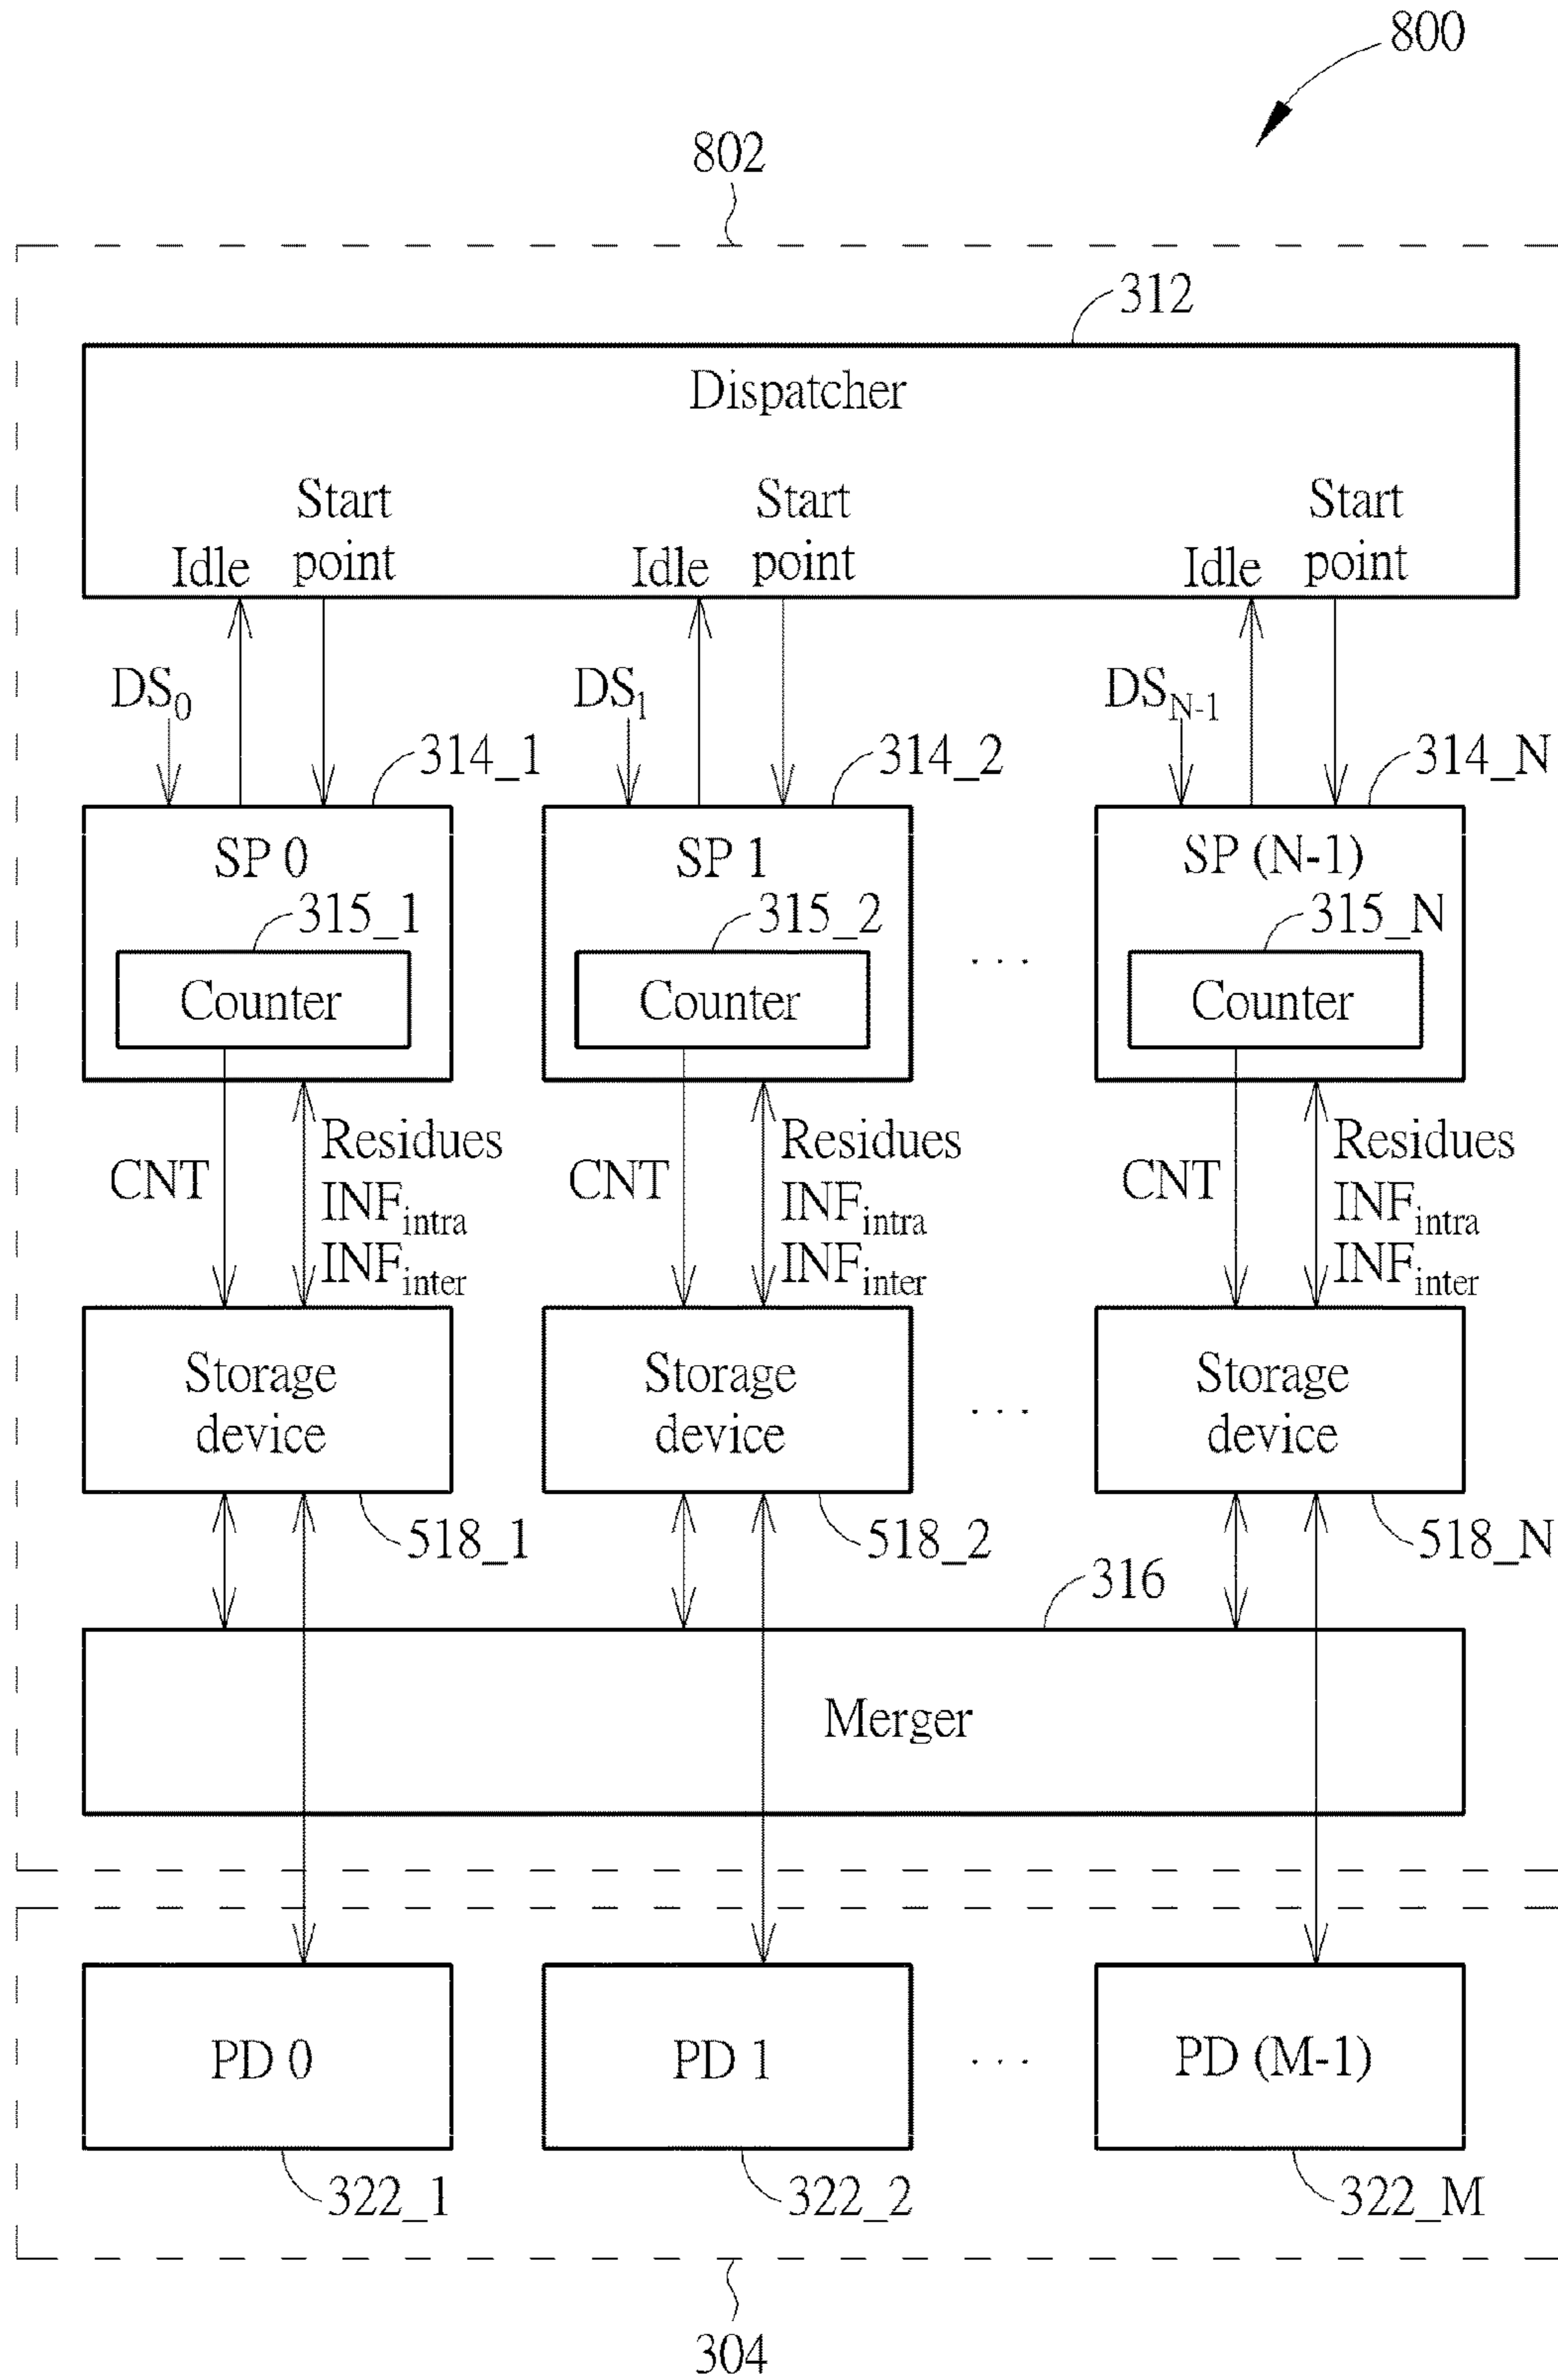 800
802
312
Dispatcher
Start point
Start point
Start point
Idle
Idle
Idle
DS0
DS1
DSN-1
314_1
314_2
314_N
SP 0
SP 1
SP (N-1)
315_1
315_2
315_N
Counter
Counter
...
Counter
CNT
Residues
INFintra
INFinter
CNT
Residues
INFintra
INFinter
CNT
Residues
INFintra
INFinter
Storage device
Storage device
...
Storage device
518_1
518_2
518_N
316
Merger
PD 0
PD 1
...
PD (M-1)
322_1
322_2
322_M
304